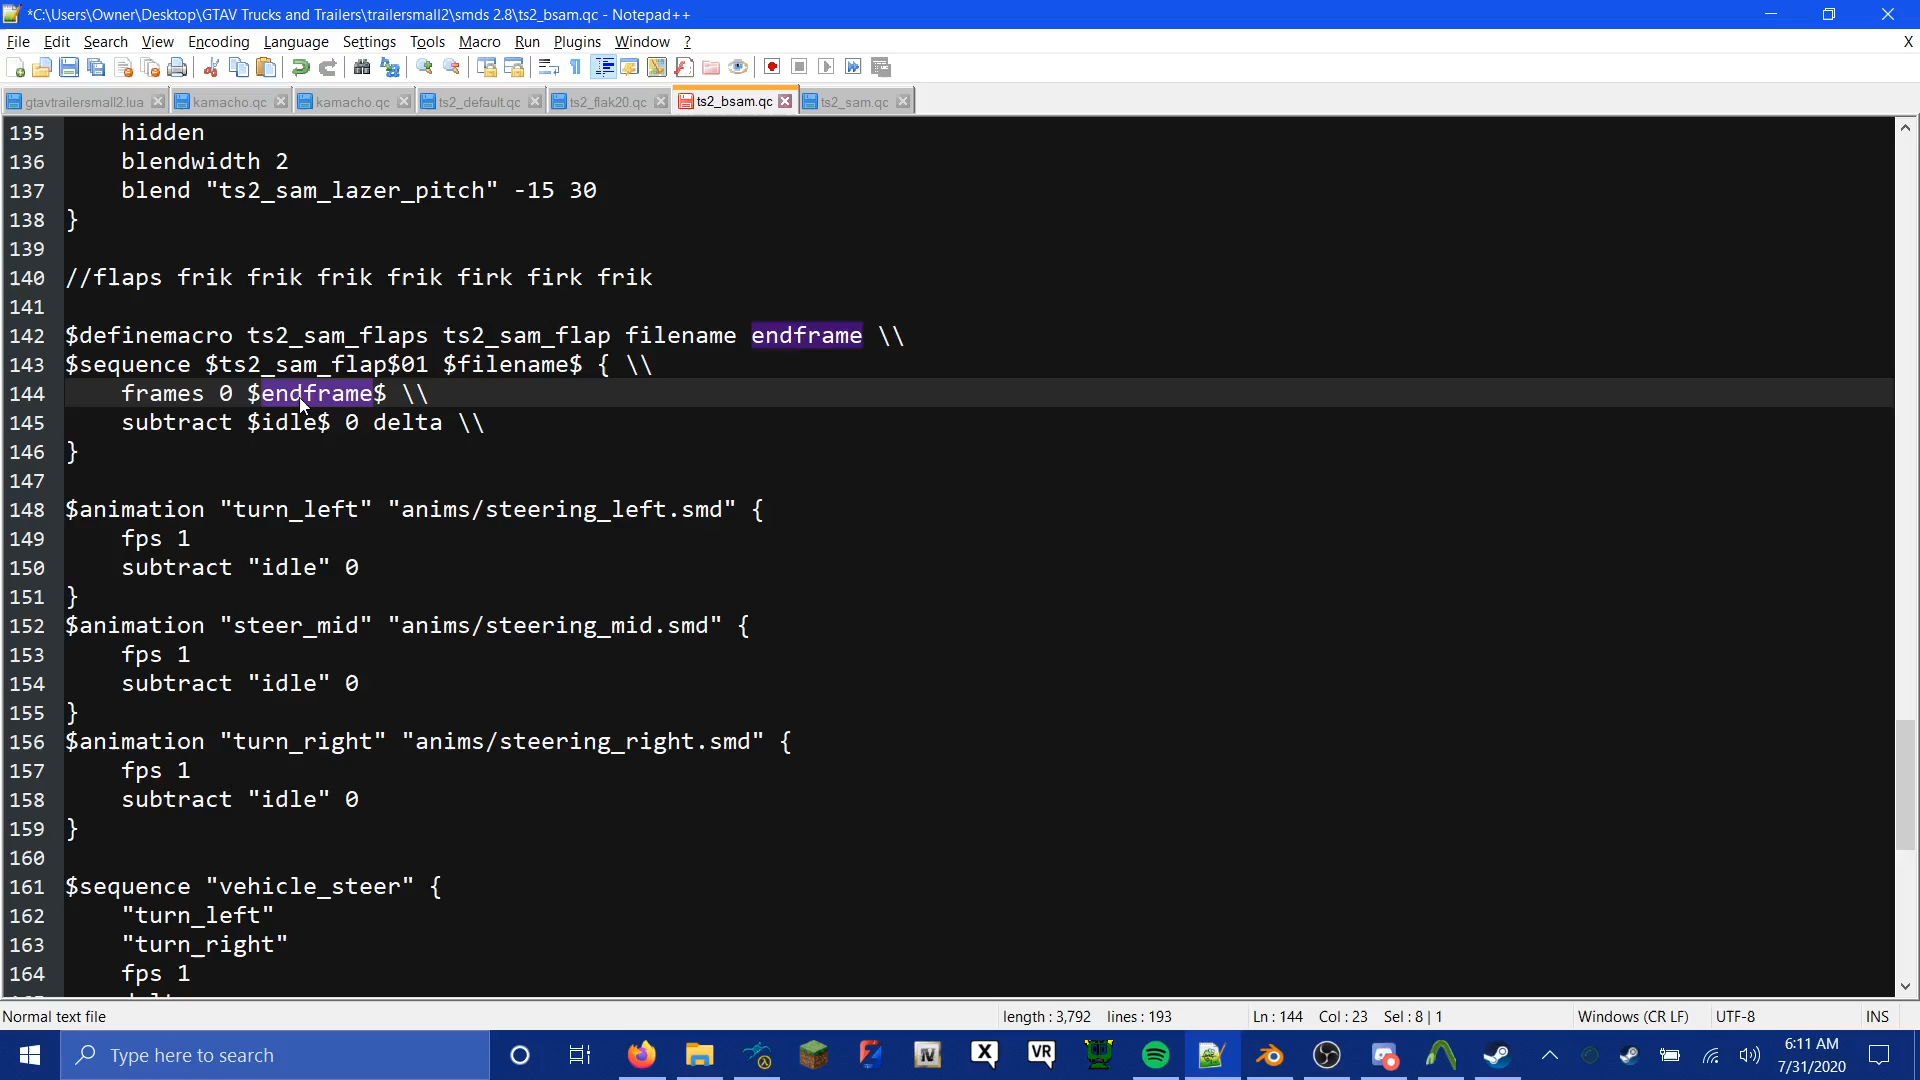 *C:\Users\Owner\Desktop\GTAV Trucks and Trailers\trailersmall2\smds 2.8\ts2_bsam.qc - Notepad++
File Edit Search View Encoding Language Settings Tools Macro Run Plugins Window ? X
gtavtrailersmall2.lua kamacho.qc kamacho.qc ts2_default.qc ts2_flak20.qc ts2_bsam.qc ts2_sam.qc
135 hidden
136 blendwidth 2
137 blend "ts2_sam_lazer_pitch" -15 30
138 }
139
140 //flaps frik frik frik frik firk firk frik
141
142 $definemacro ts2_sam_flaps ts2_sam_flap filename endframe \\
143 $sequence $ts2_sam_flap$01 $filename$ { \\
144 frames 0 $endframe$ \\
145 subtract $idle$ 0 delta \\
146 }
147
148 $animation "turn_left" "anims/steering_left.smd" {
149 fps 1
150 subtract "idle" 0
151 }
152 $animation "steer_mid" "anims/steering_mid.smd" {
153 fps 1
154 subtract "idle" 0
155 }
156 $animation "turn_right" "anims/steering_right.smd" {
157 fps 1
158 subtract "idle" 0
159 }
160
161 $sequence "vehicle_steer" {
162 "turn_left"
163 "turn_right"
164 fps 1
Normal text file length : 3,792 lines : 193 Ln : 144 Col : 23 Sel : 8 | 1 Windows (CR LF) UTF-8 INS
Type here to search
IV X VR
6:11 AM
7/31/2020